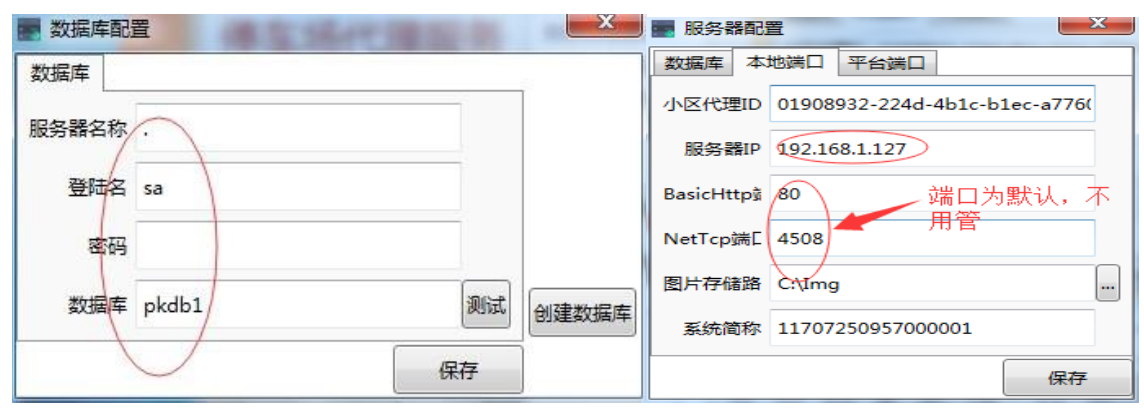 数据库配置
数据库
服务器名称 .
登陆名 sa
密码
数据库 pkdb1 测试 创建数据库
保存
服务器配置
数据库 本地端口 平台端口
小区代理ID 01908932-224d-4b1c-b1ec-a7760
服务器IP 192.168.1.127
BasicHttp端 80
NetTcp端口 4508
端口为默认，不
用管
图片存储路 C:\Img ...
系统简称 11707250957000001
保存